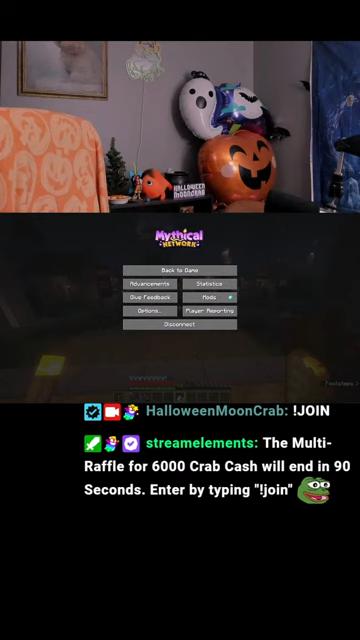 HALLOWEEN
MOONCRAB
Mythical
NETWORK
Back to Game
Advancements
Statistics
Give Feedback
Mods
Options...
Player Reporting
Disconnect
Footsteps
HalloweenMoonCrab: !JOIN
streamelements: The Multi-
Raffle for 6000 Crab Cash will end in 90
Seconds. Enter by typing "!join"